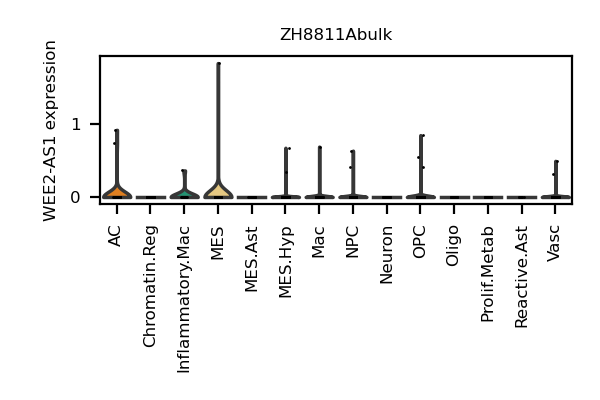 ZH8811Abulk
WEE2-AS1 expression
1
0
AC
Chromatin.Reg
Inflammatory.Mac
MES
MES.Ast
MES.Hyp
Mac
NPC
Neuron
OPC
Oligo
Prolif.Metab
Reactive.Ast
Vasc